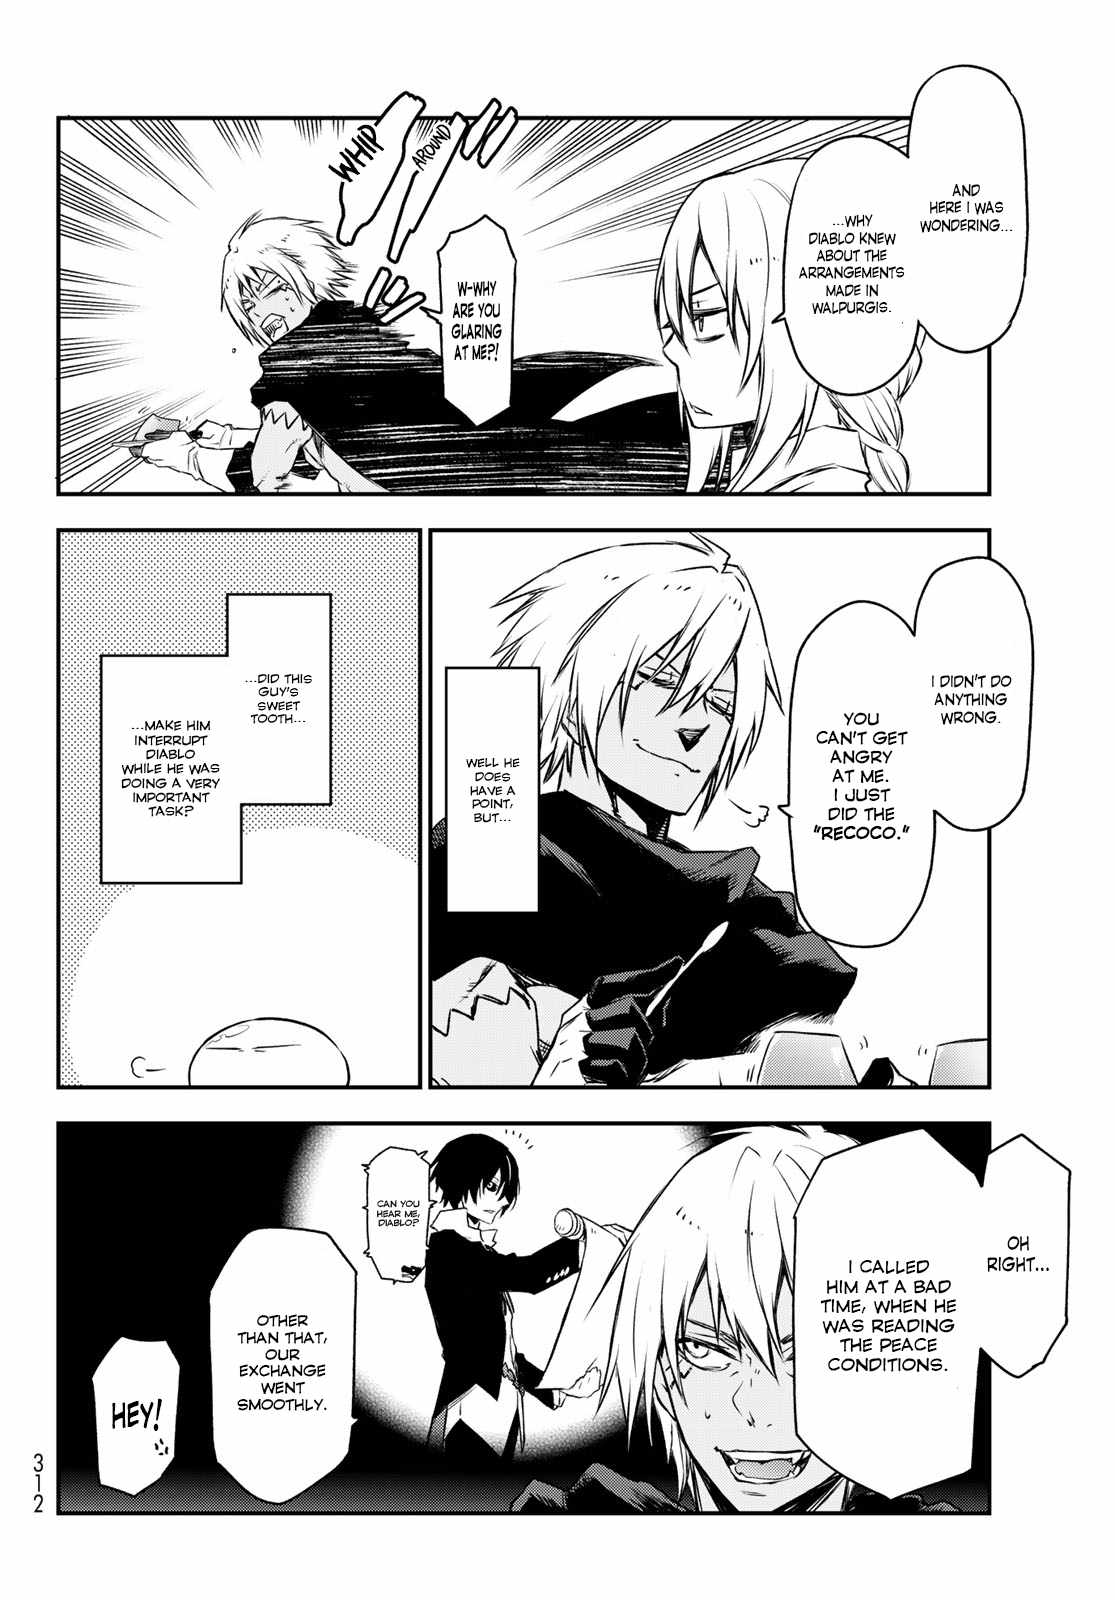 AND
HERE I WAS
WONDERING...
...WHY
DIABLO KNEW
ABOUT THE
ARRANGEMENTS
MADE IN
WALPURGIS.
WHIP
AROUND
W-WHY
ARE YOU
GLARING
AT ME?!
I DIDN'T DO
ANYTHING
WRONG.
YOU
CAN'T GET
ANGRY
AT ME.
I JUST
DID THE
"RECOCO."
WELL HE
DOES
HAVE A
POINT,
BUT...
...DID THIS
GUY'S
SWEET
TOOTH...
...MAKE HIM
INTERRUPT
DIABLO
WHILE HE WAS
DOING A VERY
IMPORTANT
TASK?
OH
RIGHT...
I CALLED
HIM AT A BAD
TIME, WHEN HE
WAS READING
THE PEACE
CONDITIONS.
CAN YOU
HEAR ME,
DIABLO?
OTHER
THAN THAT,
OUR
EXCHANGE
WENT
SMOOTHLY.
HEY!
312